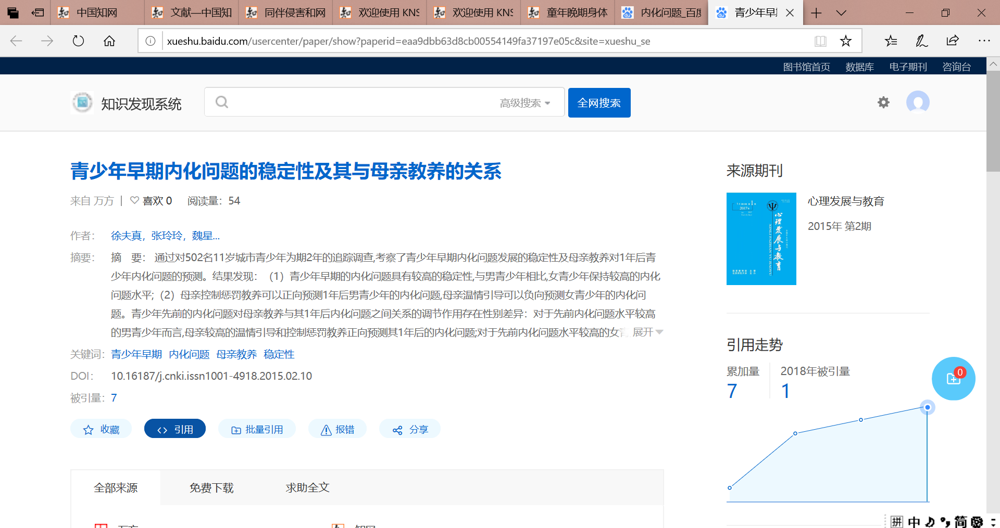 中国知网
文献—中国知
同伴侵害和网
欢迎使用 KNS
欢迎使用 KNS
童年晚期身体
内化问题_百度
青少年早期
xueshu.baidu.com/usercenter/paper/show?paperid=eaa9dbb63d8cb00554149fa37197e05c&site=xueshu_se
图书馆首页 数据库 电子期刊 咨询台
知识发现系统
高级搜索
全网搜索
青少年早期内化问题的稳定性及其与母亲教养的关系
来自 万方 | 喜欢 0 阅读量：54
作者： 徐夫真，张玲玲，魏星...
摘要： 摘 要： 通过对502名11岁城市青少年为期2年的追踪调查,考察了青少年早期内化问题发展的稳定性及母亲教养对1年后青
少年内化问题的预测。结果发现：（1）青少年早期的内化问题具有较高的稳定性,与男青少年相比,女青少年保持较高的内化
问题水平;（2）母亲控制惩罚教养可以正向预测1年后男青少年的内化问题,母亲温情引导可以负向预测女青少年的内化问
题。青少年先前的内化问题对母亲教养与其1年后内化问题之间关系的调节作用存在性别差异：对于先前内化问题水平较高
的男青少年而言,母亲较高的温情引导和控制惩罚教养正向预测其1年后的内化问题;对于先前内化问题水平较高的女青 展开
关键词： 青少年早期 内化问题 母亲教养 稳定性
DOI： 10.16187/j.cnki.issn1001-4918.2015.02.10
被引量： 7
收藏 引用 批量引用 报错 分享
全部来源 免费下载 求助全文
万方 知网
来源期刊
2017年
心理发展与教育
XINLI FAZHAN YU JIAOYU
心理发展与教育
2015年 第2期
引用走势
累加量 2018年被引量
7 1
0
拼 中 简